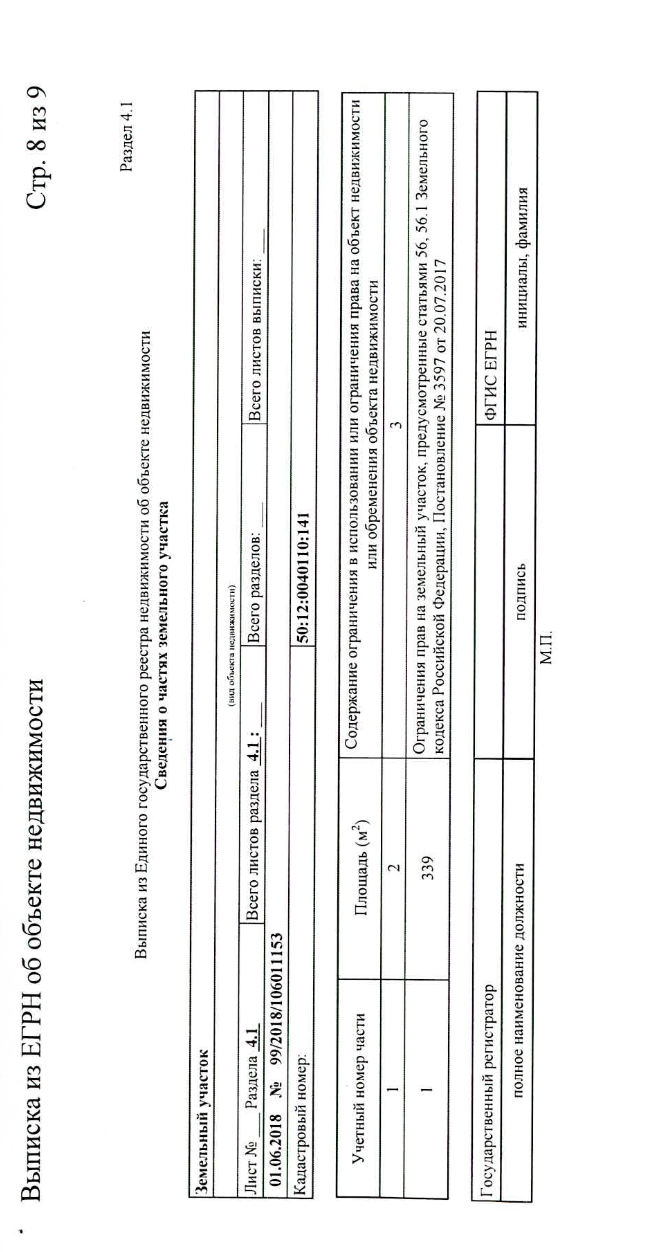 Выписка из ЕГРН об объекте недвижимости Стр. 8 из 9
Раздел 4.1
Выписка из Единого государственного реестра недвижимости об объекте недвижимости
Сведения о частях земельного участка
Земельный участок
(вид объекта недвижимости)
Лист № ___ Раздела 4.1 Всего листов раздела 4.1 : ___ Всего разделов: ___ Всего листов выписки: ___
01.06.2018 № 99/2018/106011153
Кадастровый номер: 50:12:0040110:141
Учетный номер части Площадь (м²) Содержание ограничения в использовании или ограничения права на объект недвижимости
или обременения объекта недвижимости
1 2 3
1 339 Ограничения прав на земельный участок, предусмотренные статьями 56, 56.1 Земельного
кодекса Российской Федерации, Постановление № 3597 от 20.07.2017
Государственный регистратор ФГИС ЕГРН
полное наименование должности подпись инициалы, фамилия
М.П.